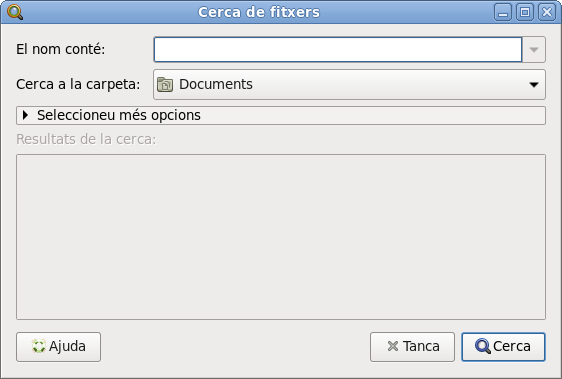 Cerca de fitxers
El nom conté:
Cerca a la carpeta: Documents
Seleccioneu més opcions
Resultats de la cerca:
Ajuda Tanca Cerca